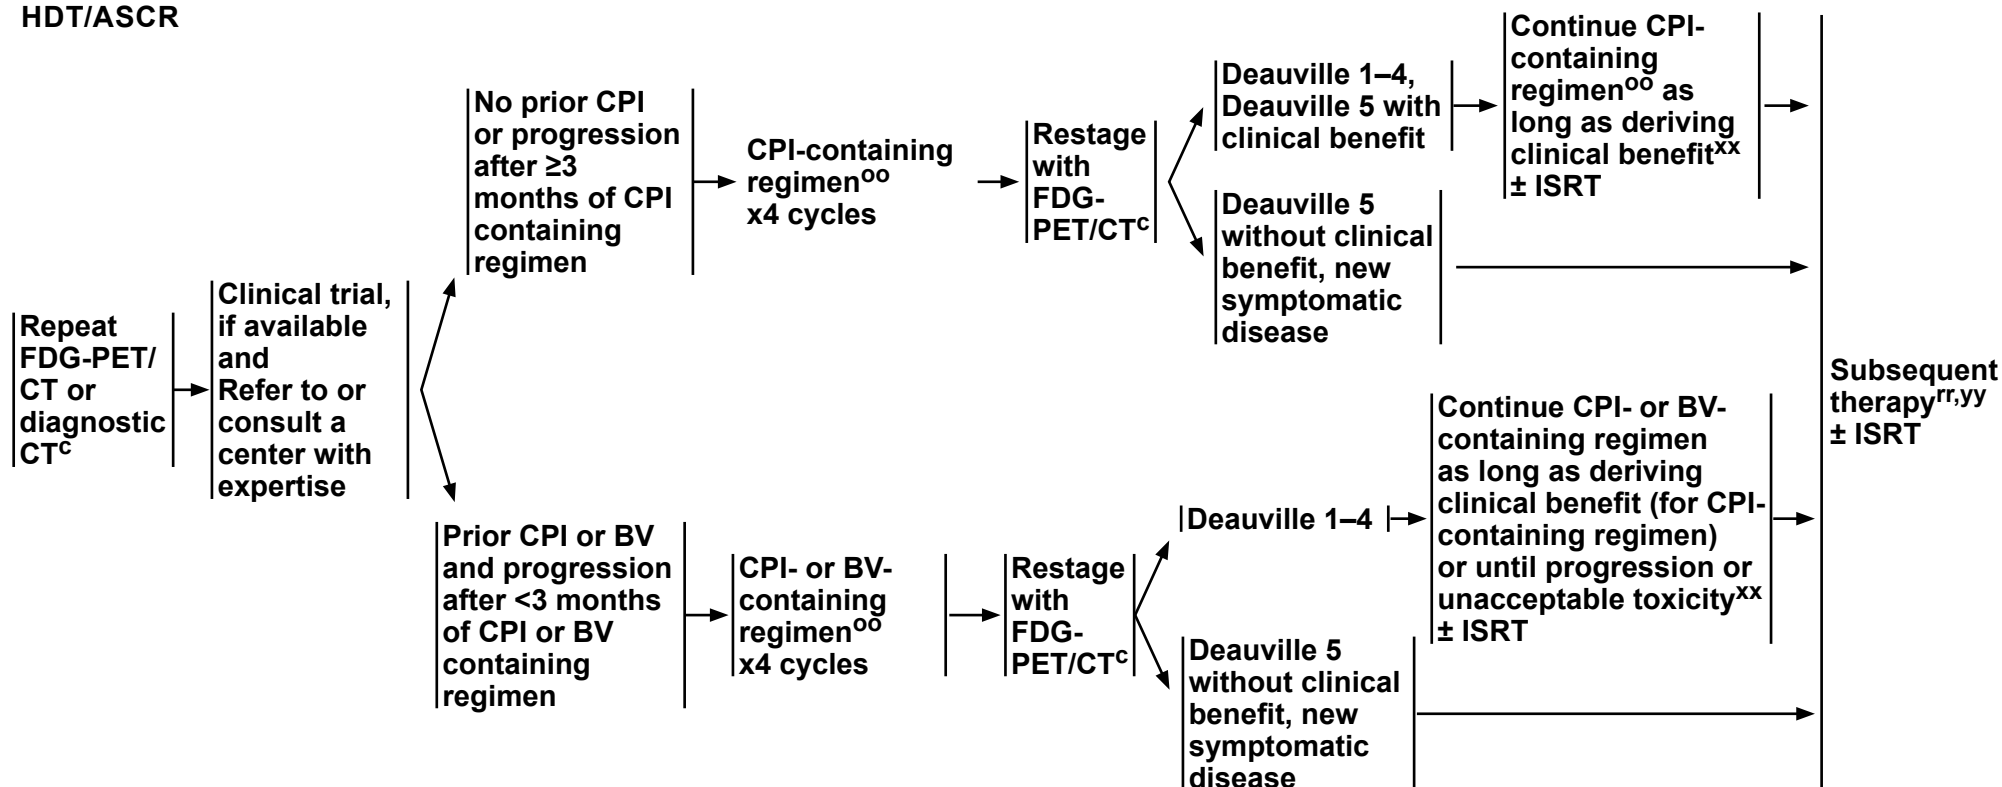 HDT/ASCR
Repeat
FDG-PET/
CT or
diagnostic
CTc
Clinical trial,
if available
and
Refer to or
consult a
center with
expertise
No prior CPI
or progression
after ≥3
months of CPI
containing
regimen
CPI-containing
regimenoo
x4 cycles
Restage
with
FDG-
PET/CTc
Deauville 1–4,
Deauville 5 with
clinical benefit
Continue CPI-
containing
regimenoo as
long as deriving
clinical benefitxx
± ISRT
Deauville 5
without clinical
benefit, new
symptomatic
disease
Prior CPI or BV
and progression
after <3 months
of CPI or BV
containing
regimen
CPI- or BV-
containing
regimenoo
x4 cycles
Restage
with
FDG-
PET/CTc
Deauville 1–4
Continue CPI- or BV-
containing regimen
as long as deriving
clinical benefit (for CPI-
containing regimen)
or until progression or
unacceptable toxicityxx
± ISRT
Deauville 5
without clinical
benefit, new
symptomatic
disease
Subsequent
therapyrr,yy
± ISRT